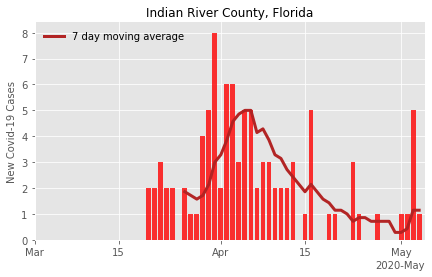 Indian River County, Florida
7 day moving average
New Covid-19 Cases
8
7
6
5
4
3
2
1
0
Mar 15 Apr 15 May
2020-May